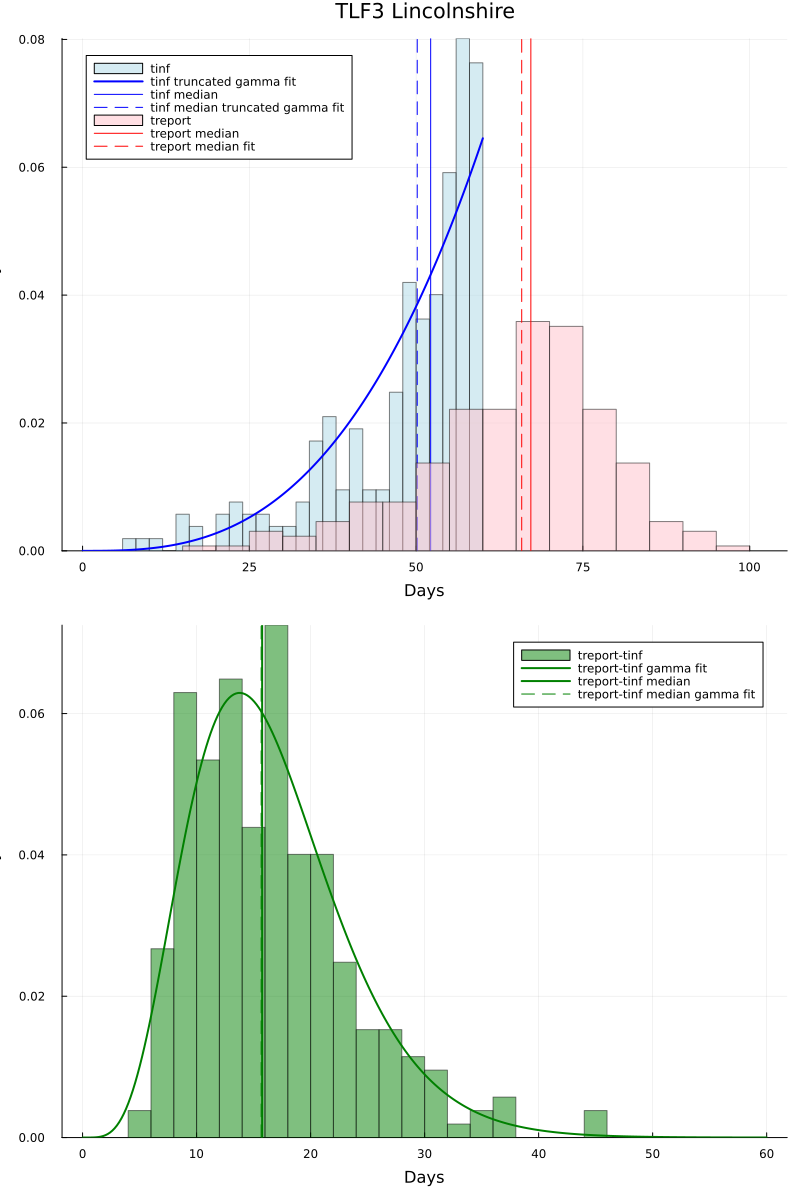 TLF3 Lincolnshire
0.08
0.06
0.04
0.02
0.00
tinf
tinf truncated gamma fit
tinf median
tinf median truncated gamma fit
treport
treport median
treport median fit
0 25 50 75 100
Days
0.06
0.04
0.02
0.00
treport-tinf
treport-tinf gamma fit
treport-tinf median
treport-tinf median gamma fit
0 10 20 30 40 50 60
Days